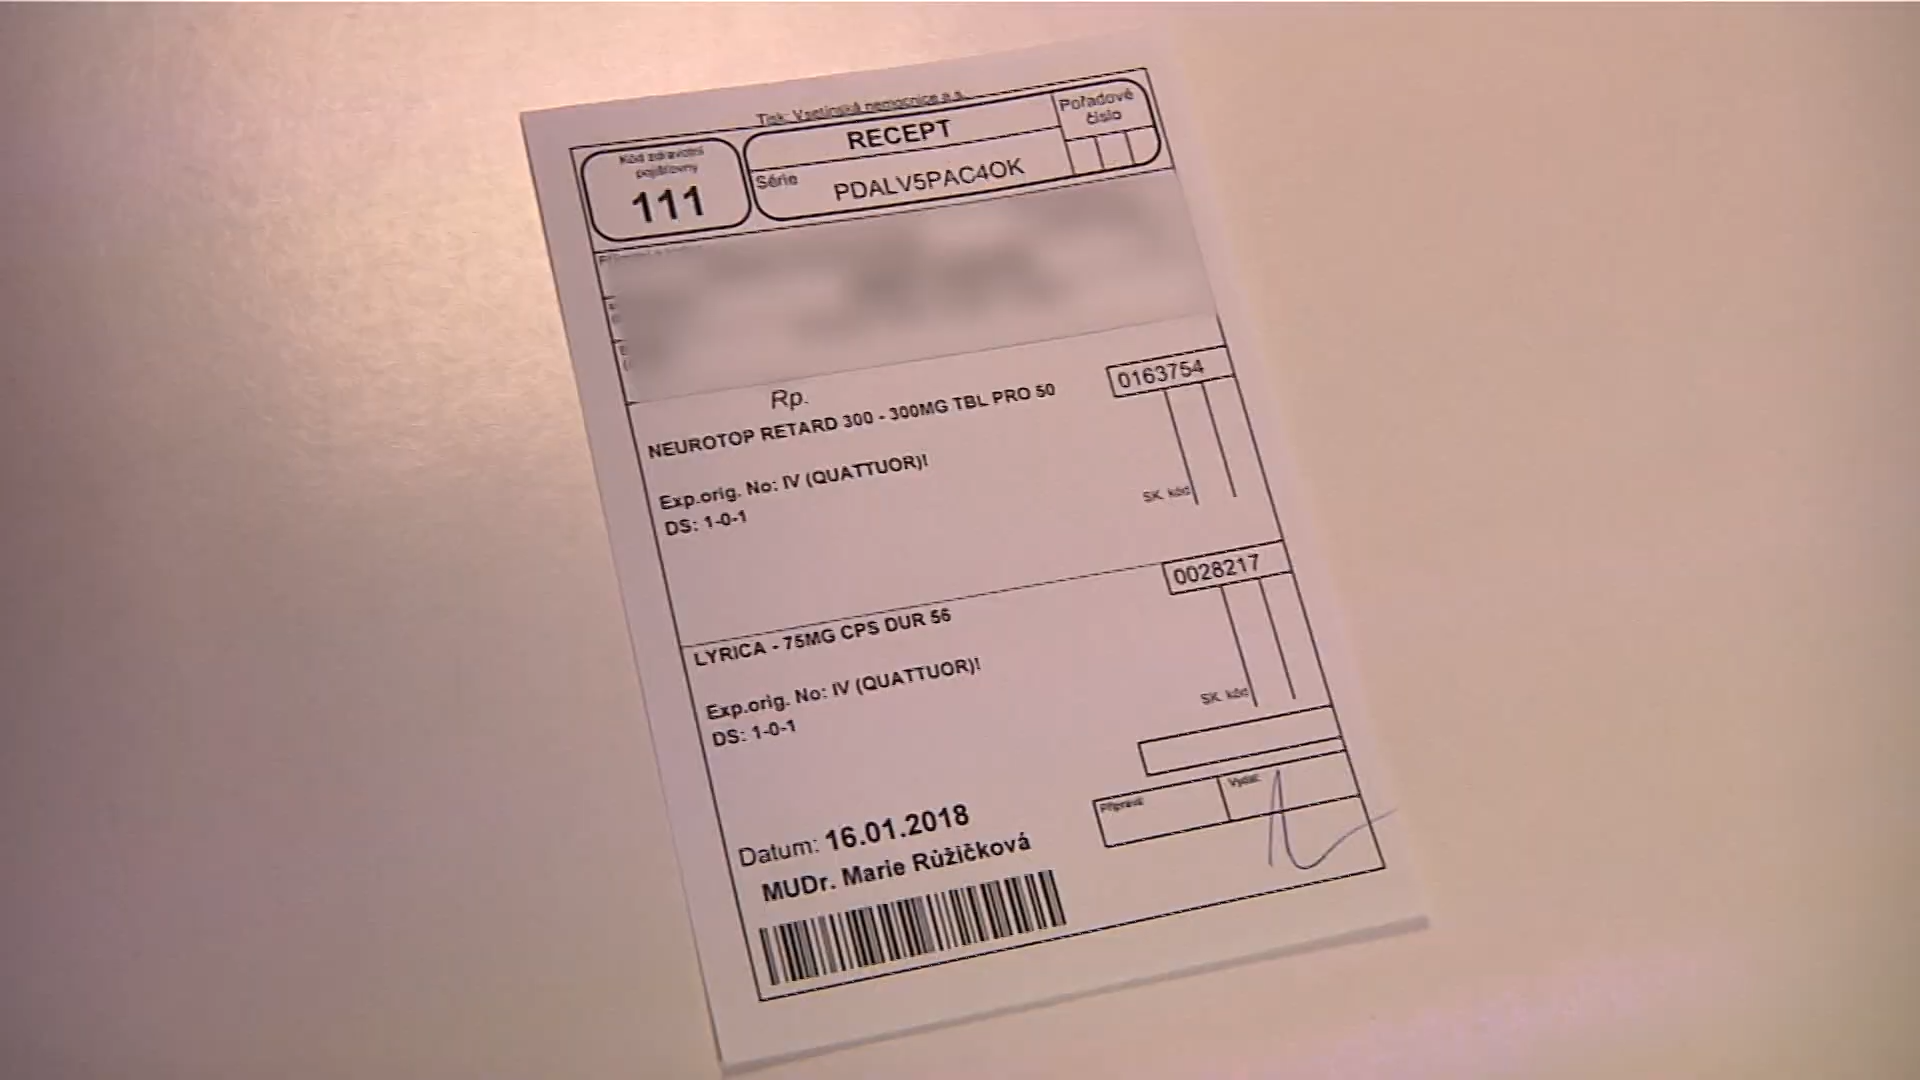 Tisk: Vsetínská nemocnice a.s.
Kód zdravotní
pojišťovny
111
RECEPT
Pořadové
číslo
Série
PDALV5PAC4OK
Rp.
0163754
NEUROTOP RETARD 300 - 300MG TBL PRO 50
Exp.orig. No: IV (QUATTUOR)!
DS: 1-0-1
SK. kód
0028217
LYRICA - 75MG CPS DUR 56
Exp.orig. No: IV (QUATTUOR)!
DS: 1-0-1
SK. kód
Připravil:
Vydal:
Datum: 16.01.2018
MUDr. Marie Růžičková